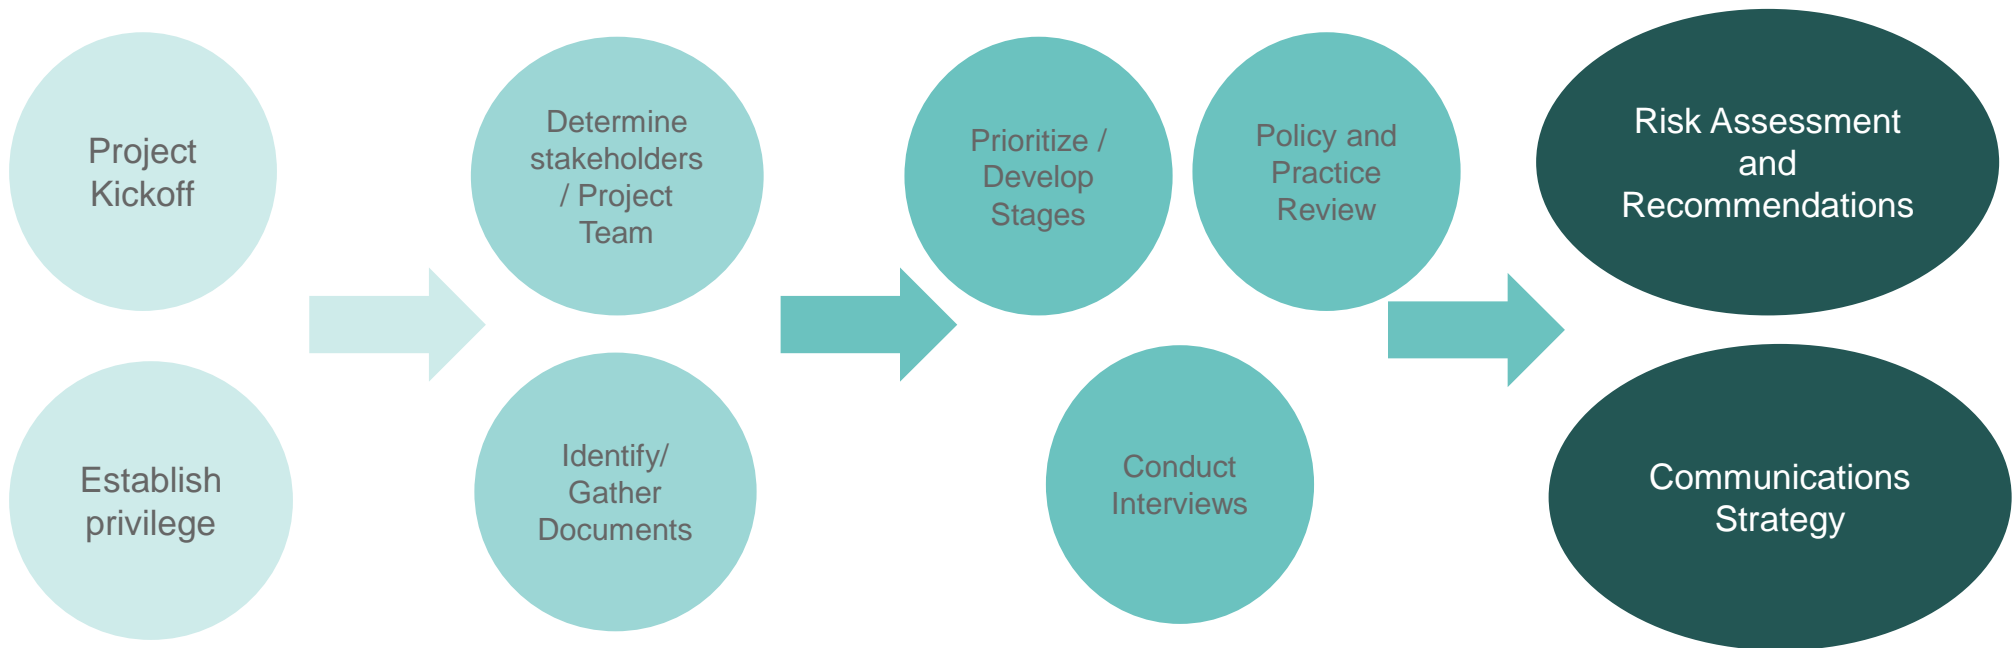 Project
Kickoff
Establish
privilege
Determine
stakeholders
/ Project
Team
Identify/
Gather
Documents
Prioritize /
Develop
Stages
Policy and
Practice
Review
Conduct
Interviews
Risk Assessment
and
Recommendations
Communications
Strategy